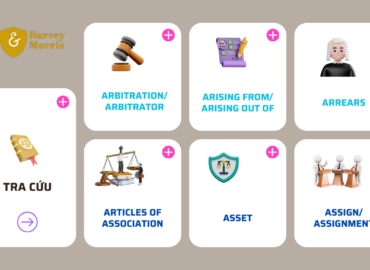 &
Harvey
Morris
ARBITRATION/
ARBITRATOR
ARISING FROM/
ARISING OUT OF
ARREARS
TRA CỨU
ARTICLES OF
ASSOCIATION
ASSET
ASSIGN/
ASSIGNMENT